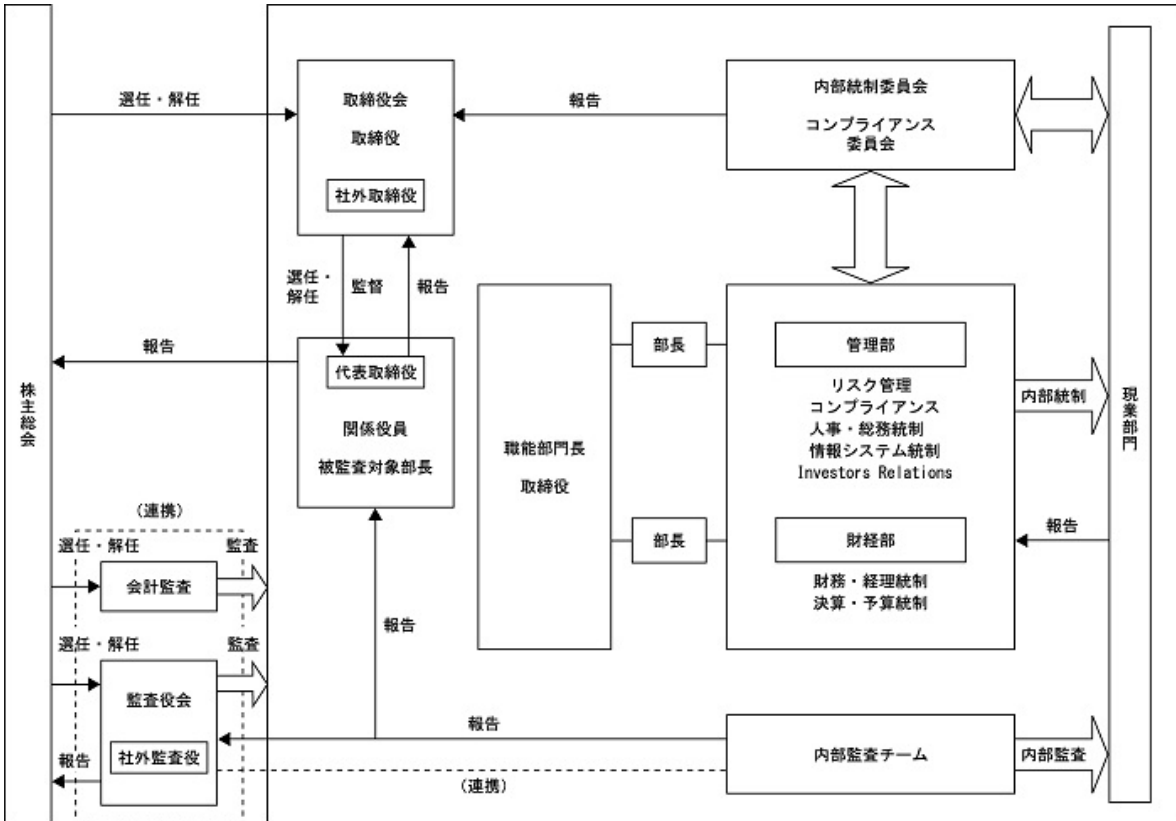 選任・解任
取締役会
取締役
社外取締役
報告
内部統制委員会
コンプライアンス
委員会
選任・
解任
監督
報告
報告
代表取締役
関係役員
被監査対象部長
職能部門長
取締役
部長
部長
管理部
リスク管理
コンプライアンス
人事・総務統制
情報システム統制
Investors Relations
財経部
財務・経理統制
決算・予算統制
内部統制
報告
現業部門
株主総会
(連携)
選任・解任
監査
会計監査
選任・解任
監査
監査役会
社外監査役
報告
報告
報告
(連携)
内部監査チーム
内部監査